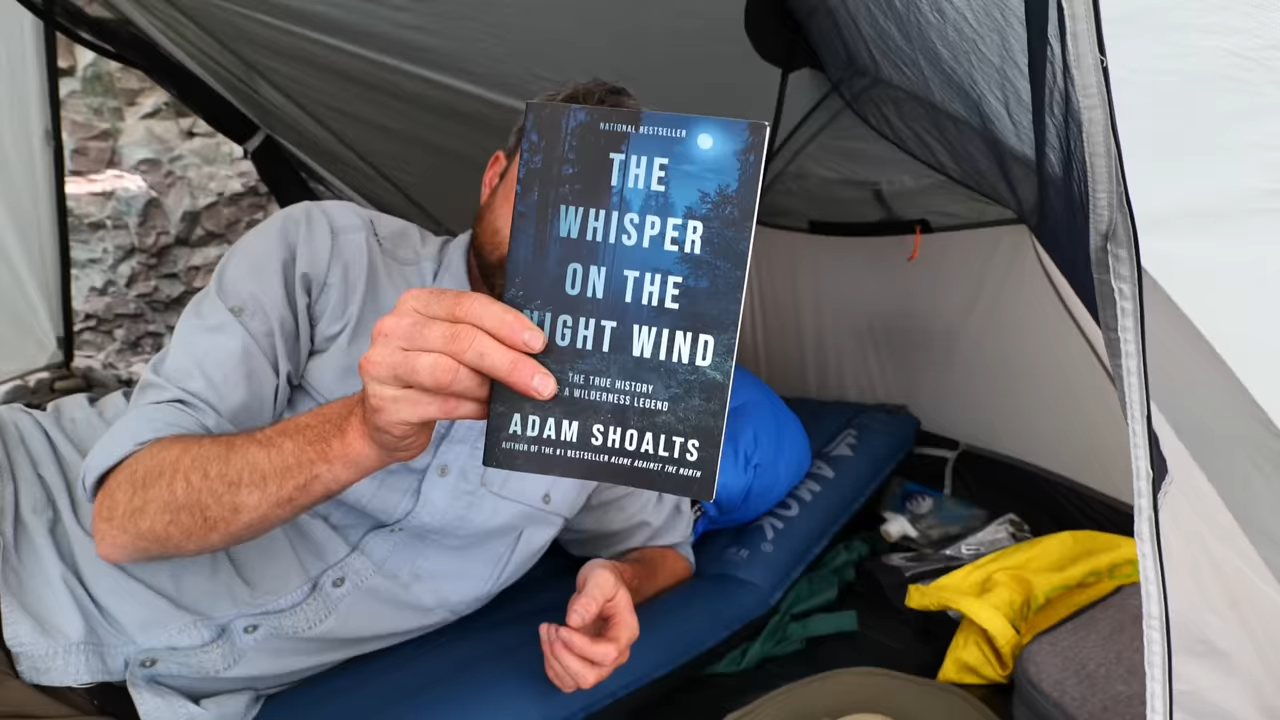 NATIONAL BESTSELLER
THE
WHISPER
ON THE
NIGHT WIND
THE TRUE HISTORY
A WILDERNESS LEGEND
ADAM SHOALTS
AUTHOR OF THE #1 BESTSELLER ALONE AGAINST THE NORTH
AMOK®